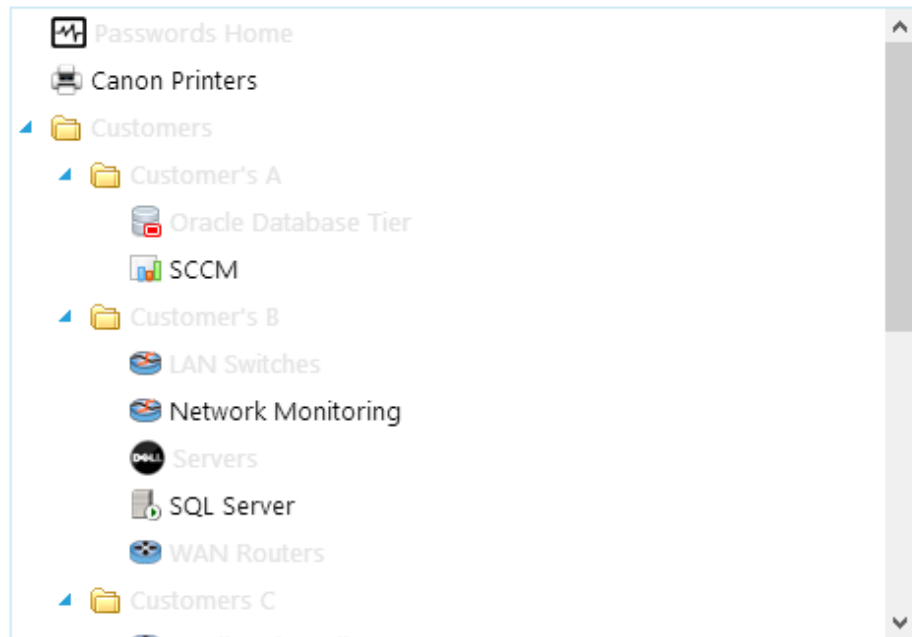 Passwords Home
Canon Printers
Customers
Customer's A
Oracle Database Tier
SCCM
Customer's B
LAN Switches
Network Monitoring
DELL Servers
SQL Server
WAN Routers
Customers C